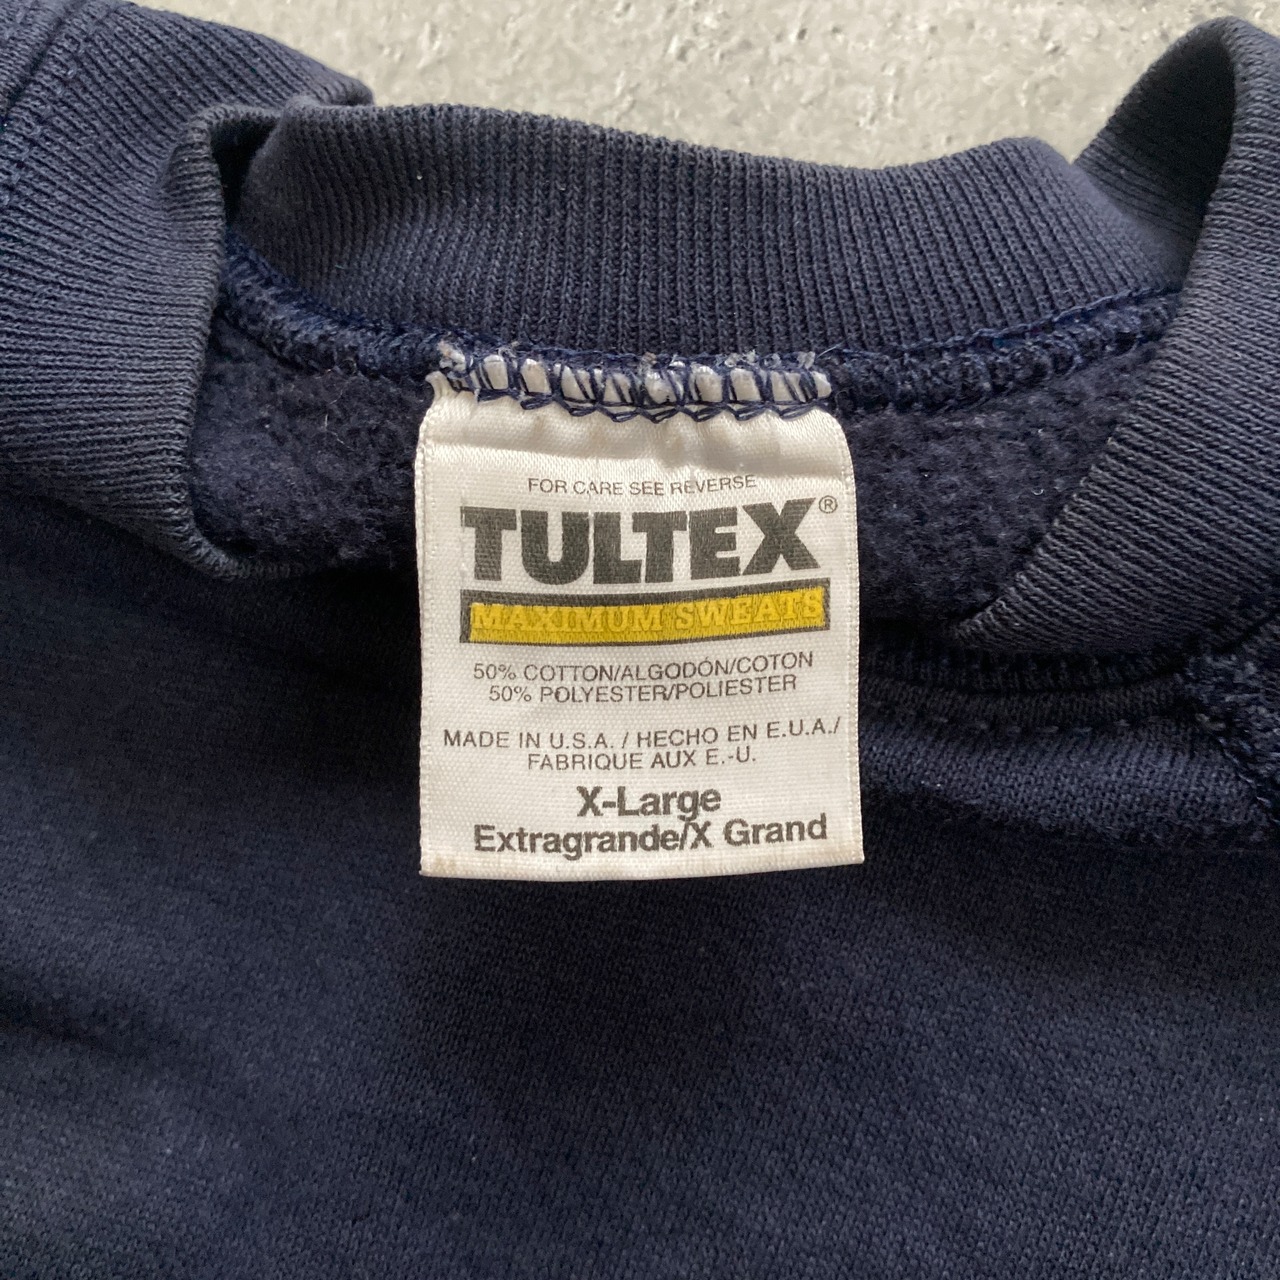 FOR CARE SEE REVERSE
TULTEX®
MAXIMUM SWEATS
50% COTTON/ALGODÓN/COTON
50% POLYESTER/POLIESTER
MADE IN U.S.A. / HECHO EN E.U.A./
FABRIQUE AUX E.-U.
X-Large
Extragrande/X Grand